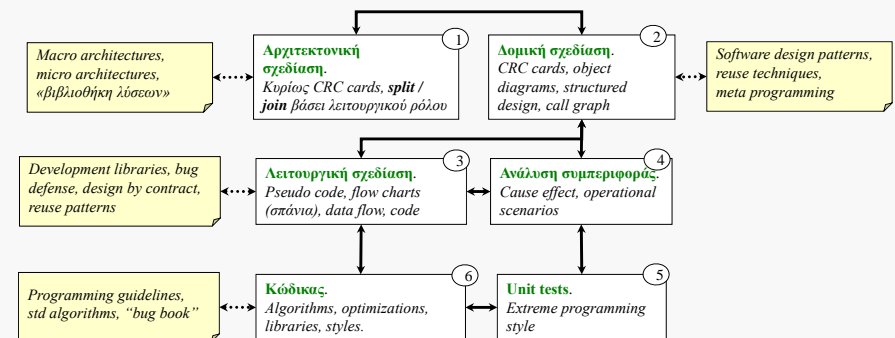 Macro architectures,
micro architectures,
«βιβλιοθήκη λύσεων»
1
Αρχιτεκτονική
σχεδίαση.
Κυρίως CRC cards, split /
join βάσει λειτουργικού ρόλου
2
Δομική σχεδίαση.
CRC cards, object
diagrams, structured
design, call graph
Software design patterns,
reuse techniques,
meta programming
Development libraries, bug
defense, design by contract,
reuse patterns
3
Λειτουργική σχεδίαση.
Pseudo code, flow charts
(σπάνια), data flow, code
4
Ανάλυση συμπεριφοράς.
Cause effect, operational
scenarios
Programming guidelines,
std algorithms, “bug book”
6
Κώδικας.
Algorithms, optimizations,
libraries, styles.
5
Unit tests.
Extreme programming
style